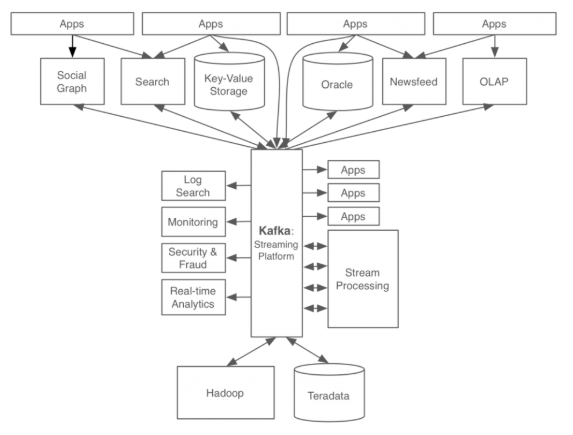 Apps
Apps
Apps
Apps
Social
Graph
Search
Key-Value
Storage
Oracle
Newsfeed
OLAP
Log
Search
Monitoring
Security &
Fraud
Real-time
Analytics
Kafka:
Streaming
Platform
Apps
Apps
Apps
Stream
Processing
Hadoop
Teradata